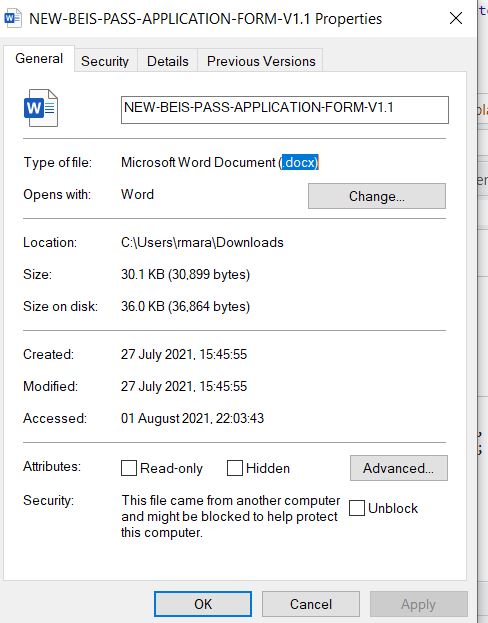 NEW-BEIS-PASS-APPLICATION-FORM-V1.1 Properties
General
Security
Details
Previous Versions
W
NEW-BEIS-PASS-APPLICATION-FORM-V1.1
Type of file: Microsoft Word Document (.docx)
Opens with: Word
Change...
Location: C:\Users\rmara\Downloads
Size: 30.1 KB (30,899 bytes)
Size on disk: 36.0 KB (36,864 bytes)
Created: 27 July 2021, 15:45:55
Modified: 27 July 2021, 15:45:55
Accessed: 01 August 2021, 22:03:43
Attributes: Read-only Hidden Advanced...
Security: This file came from another computer
and might be blocked to help protect
this computer.
Unblock
OK Cancel Apply